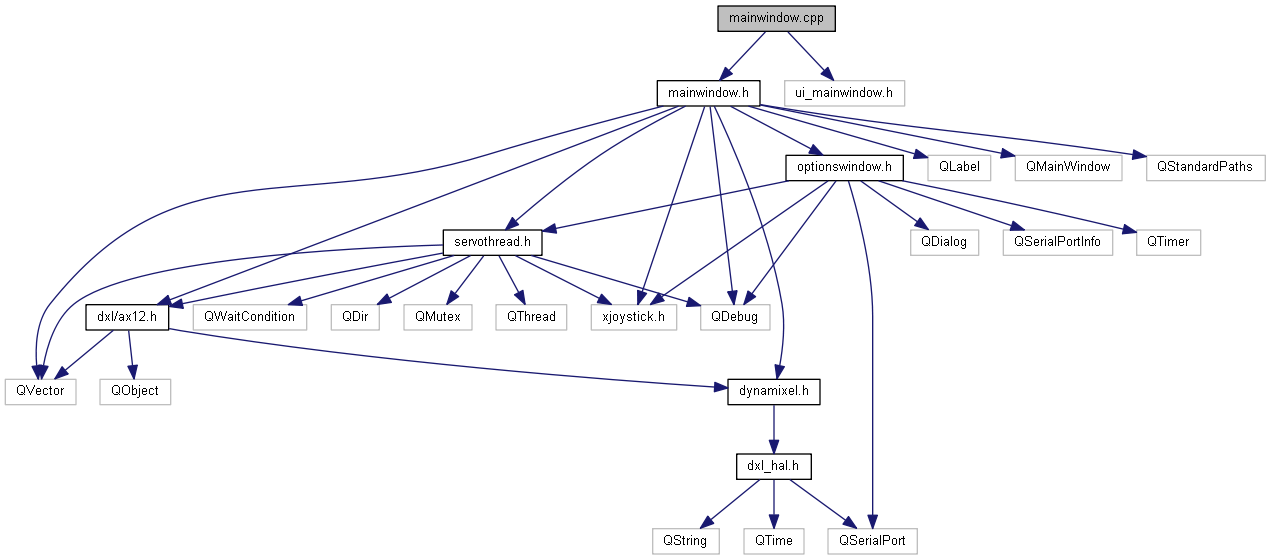 mainwindow.cpp
mainwindow.h
ui_mainwindow.h
optionswindow.h
QLabel
QMainWindow
QStandardPaths
servothread.h
QDialog
QSerialPortInfo
QTimer
dxl/ax12.h
QWaitCondition
QDir
QMutex
QThread
xjoystick.h
QDebug
QVector
QObject
dynamixel.h
dxl_hal.h
QString
QTime
QSerialPort